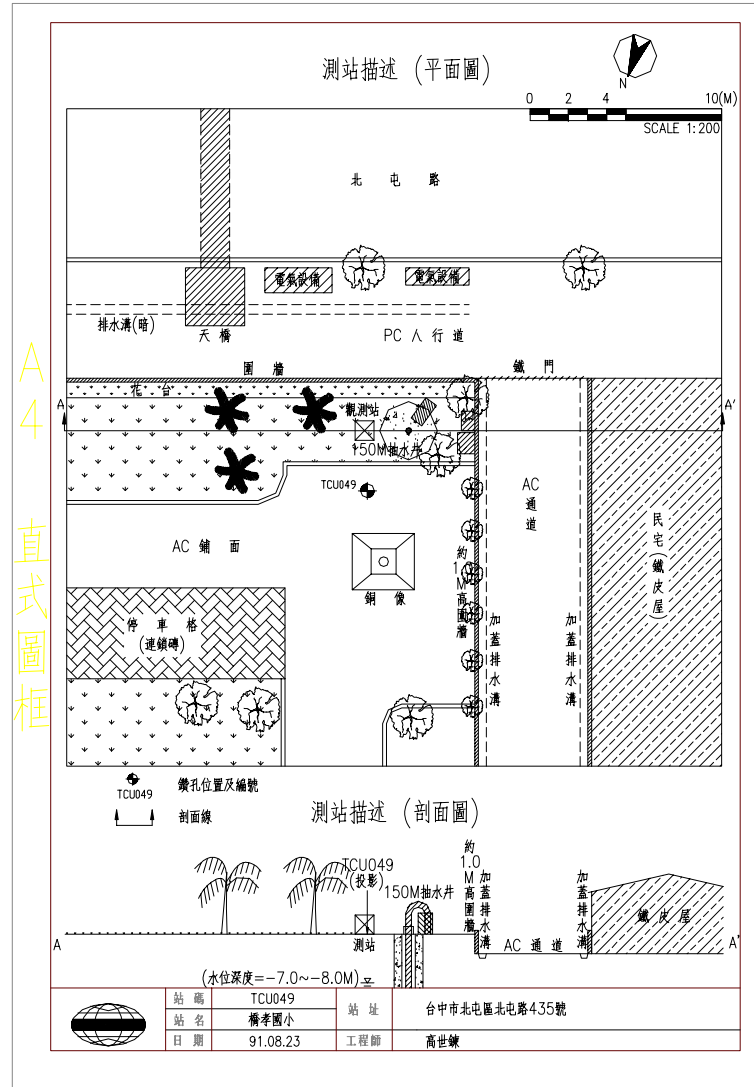 測站描述 (平面圖)
N
0 2 4 10(M)
SCALE 1:200
北屯路
電氣設備
電氣設備
排水溝(暗)
天橋
PC 人行道
圍牆
鐵門
花台
A
A'
觀測站
150M抽水井
TCU049
AC 通道
AC 鋪面
銅像
約1.0M高圍牆
民宅(鐵皮屋)
停車格
(連鎖磚)
加蓋排水溝
加蓋排水溝
A4 直式圖框
TCU049
鑽孔位置及編號
剖面線
測站描述 (剖面圖)
TCU049
(投影)
150M抽水井
約1.0M高圍牆
加蓋排水溝
加蓋排水溝
鐵皮屋
A
測站
AC 通道
A'
(水位深度=-7.0~-8.0M)
站碼 TCU049
站名 橋孝國小
日期 91.08.23
站址 台中市北屯區北屯路435號
工程師 高世鍊